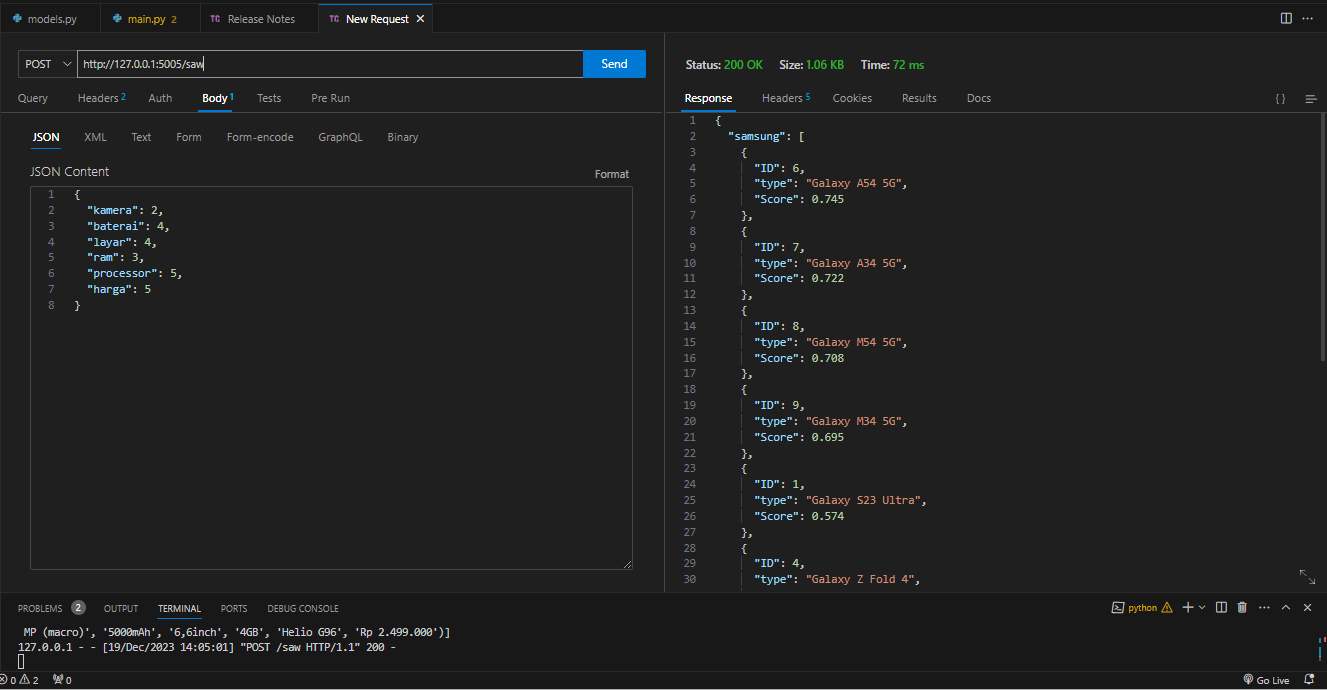 models.py
main.py 2
TC Release Notes
TC New Request
POST
http://127.0.0.1:5005/saw
Send
Query Headers 2 Auth Body 1 Tests Pre Run
JSON XML Text Form Form-encode GraphQL Binary
JSON Content
Format
1 {
2 "kamera": 2,
3 "baterai": 4,
4 "layar": 4,
5 "ram": 3,
6 "processor": 5,
7 "harga": 5
8 }
Status: 200 OK Size: 1.06 KB Time: 72 ms
Response Headers 5 Cookies Results Docs { }
1 {
2 "samsung": [
3 {
4 "ID": 6,
5 "type": "Galaxy A54 5G",
6 "Score": 0.745
7 },
8 {
9 "ID": 7,
10 "type": "Galaxy A34 5G",
11 "Score": 0.722
12 },
13 {
14 "ID": 8,
15 "type": "Galaxy M54 5G",
16 "Score": 0.708
17 },
18 {
19 "ID": 9,
20 "type": "Galaxy M34 5G",
21 "Score": 0.695
22 },
23 {
24 "ID": 1,
25 "type": "Galaxy S23 Ultra",
26 "Score": 0.574
27 },
28 {
29 "ID": 4,
30 "type": "Galaxy Z Fold 4",
PROBLEMS 2 OUTPUT TERMINAL PORTS DEBUG CONSOLE
python
MP (macro)', '5000mAh', '6,6inch', '4GB', 'Helio G96', 'Rp 2.499.000')]
127.0.0.1 - - [19/Dec/2023 14:05:01] "POST /saw HTTP/1.1" 200 -
0 2 0
Go Live